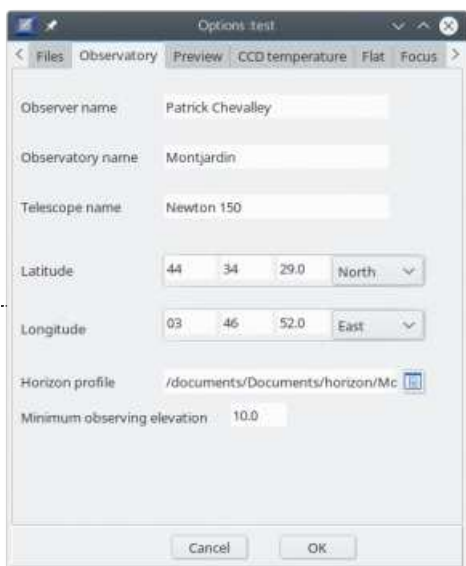 Options :test
Files Observatory Preview CCD temperature Flat Focus
Observer name Patrick Chevalley
Observatory name Montjardin
Telescope name Newton 150
Latitude 44 34 29.0 North
Longitude 03 46 52.0 East
Horizon profile /documents/Documents/horizon/Mc
Minimum observing elevation 10.0
Cancel OK